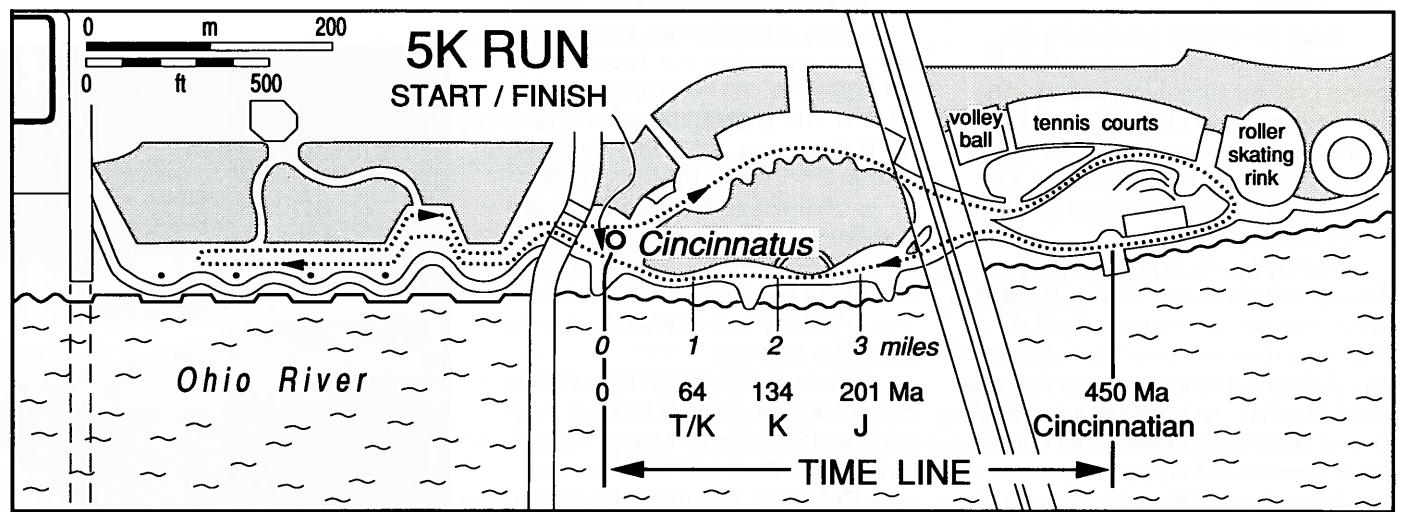 0 m 200
0 ft 500
5K RUN
START / FINISH
volley
ball
tennis courts
roller
skating
rink
Cincinnatus
0 1 2 3 miles
Ohio River
0 64 134 201 Ma 450 Ma
T/K K J Cincinnatian
TIME LINE